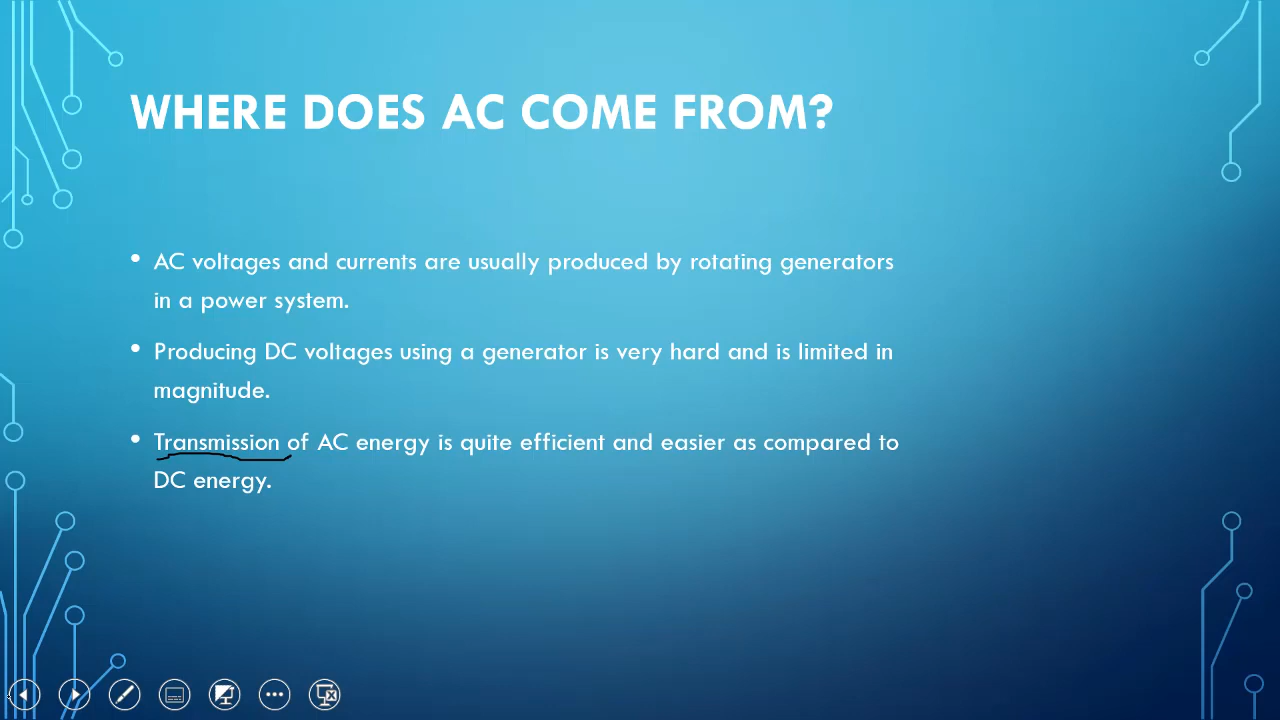 WHERE DOES AC COME FROM?
• AC voltages and currents are usually produced by rotating generators
in a power system.
• Producing DC voltages using a generator is very hard and is limited in
magnitude.
• Transmission of AC energy is quite efficient and easier as compared to
DC energy.